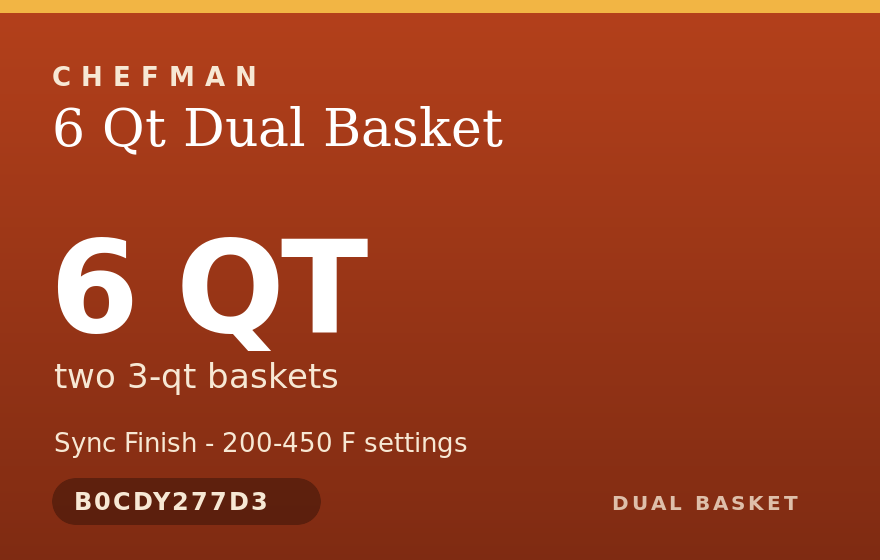 CHEFMAN
6 Qt Dual Basket
6 QT
two 3-qt baskets
Sync Finish - 200-450 F settings
B0CDY277D3
DUAL BASKET